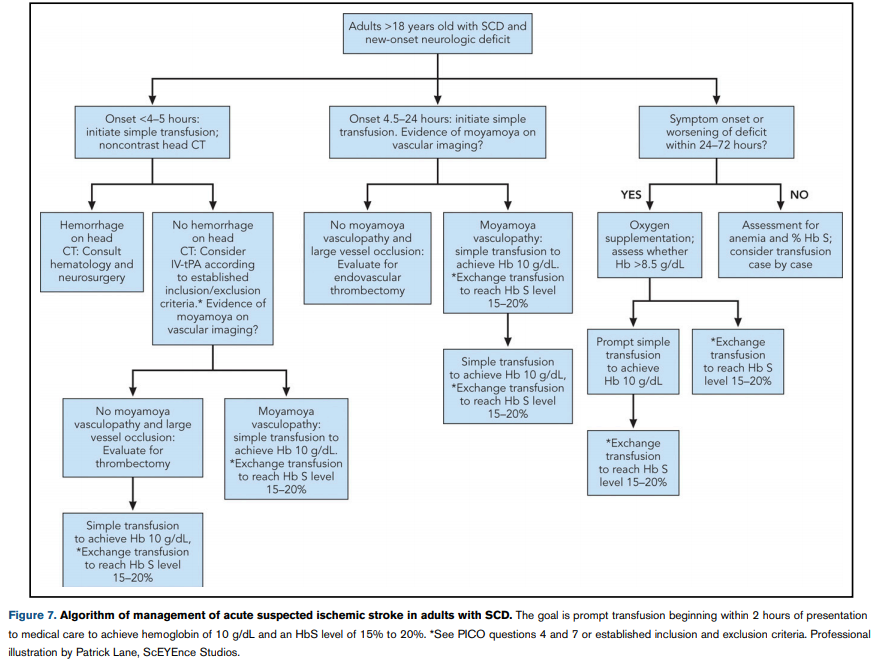 Adults >18 years old with SCD and
new-onset neurologic deficit
Onset <4–5 hours:
initiate simple transfusion;
noncontrast head CT
Onset 4.5–24 hours: initiate simple
transfusion. Evidence of moyamoya on
vascular imaging?
Symptom onset or
worsening of deficit
within 24–72 hours?
YES
NO
Hemorrhage
on head
CT: Consult
hematology and
neurosurgery
No hemorrhage
on head
CT: Consider
IV-tPA according
to established
inclusion/exclusion
criteria.* Evidence of
moyamoya on
vascular imaging?
No moyamoya
vasculopathy and
large vessel occlusion:
Evaluate for
endovascular
thrombectomy
Moyamoya
vasculopathy:
simple transfusion to
achieve Hb 10 g/dL.
*Exchange transfusion
to reach Hb S level
15–20%
Oxygen
supplementation;
assess whether
Hb >8.5 g/dL
Assessment for
anemia and % Hb S;
consider transfusion
case by case
Simple transfusion
to achieve Hb 10 g/dL,
*Exchange transfusion
to reach Hb S level
15–20%
Prompt simple
transfusion
to achieve
Hb 10 g/dL
*Exchange
transfusion
to reach Hb S
level 15–20%
No moyamoya
vasculopathy and large
vessel occlusion:
Evaluate for
thrombectomy
Moyamoya
vasculopathy:
simple transfusion to
achieve Hb 10 g/dL.
*Exchange transfusion
to reach Hb S level
15–20%
*Exchange
transfusion
to reach Hb S
level 15–20%
Simple transfusion
to achieve Hb 10 g/dL,
*Exchange transfusion
to reach Hb S level
15–20%
Figure 7. Algorithm of management of acute suspected ischemic stroke in adults with SCD. The goal is prompt transfusion beginning within 2 hours of presentation
to medical care to achieve hemoglobin of 10 g/dL and an HbS level of 15% to 20%. *See PICO questions 4 and 7 or established inclusion and exclusion criteria. Professional
illustration by Patrick Lane, ScEYEnce Studios.